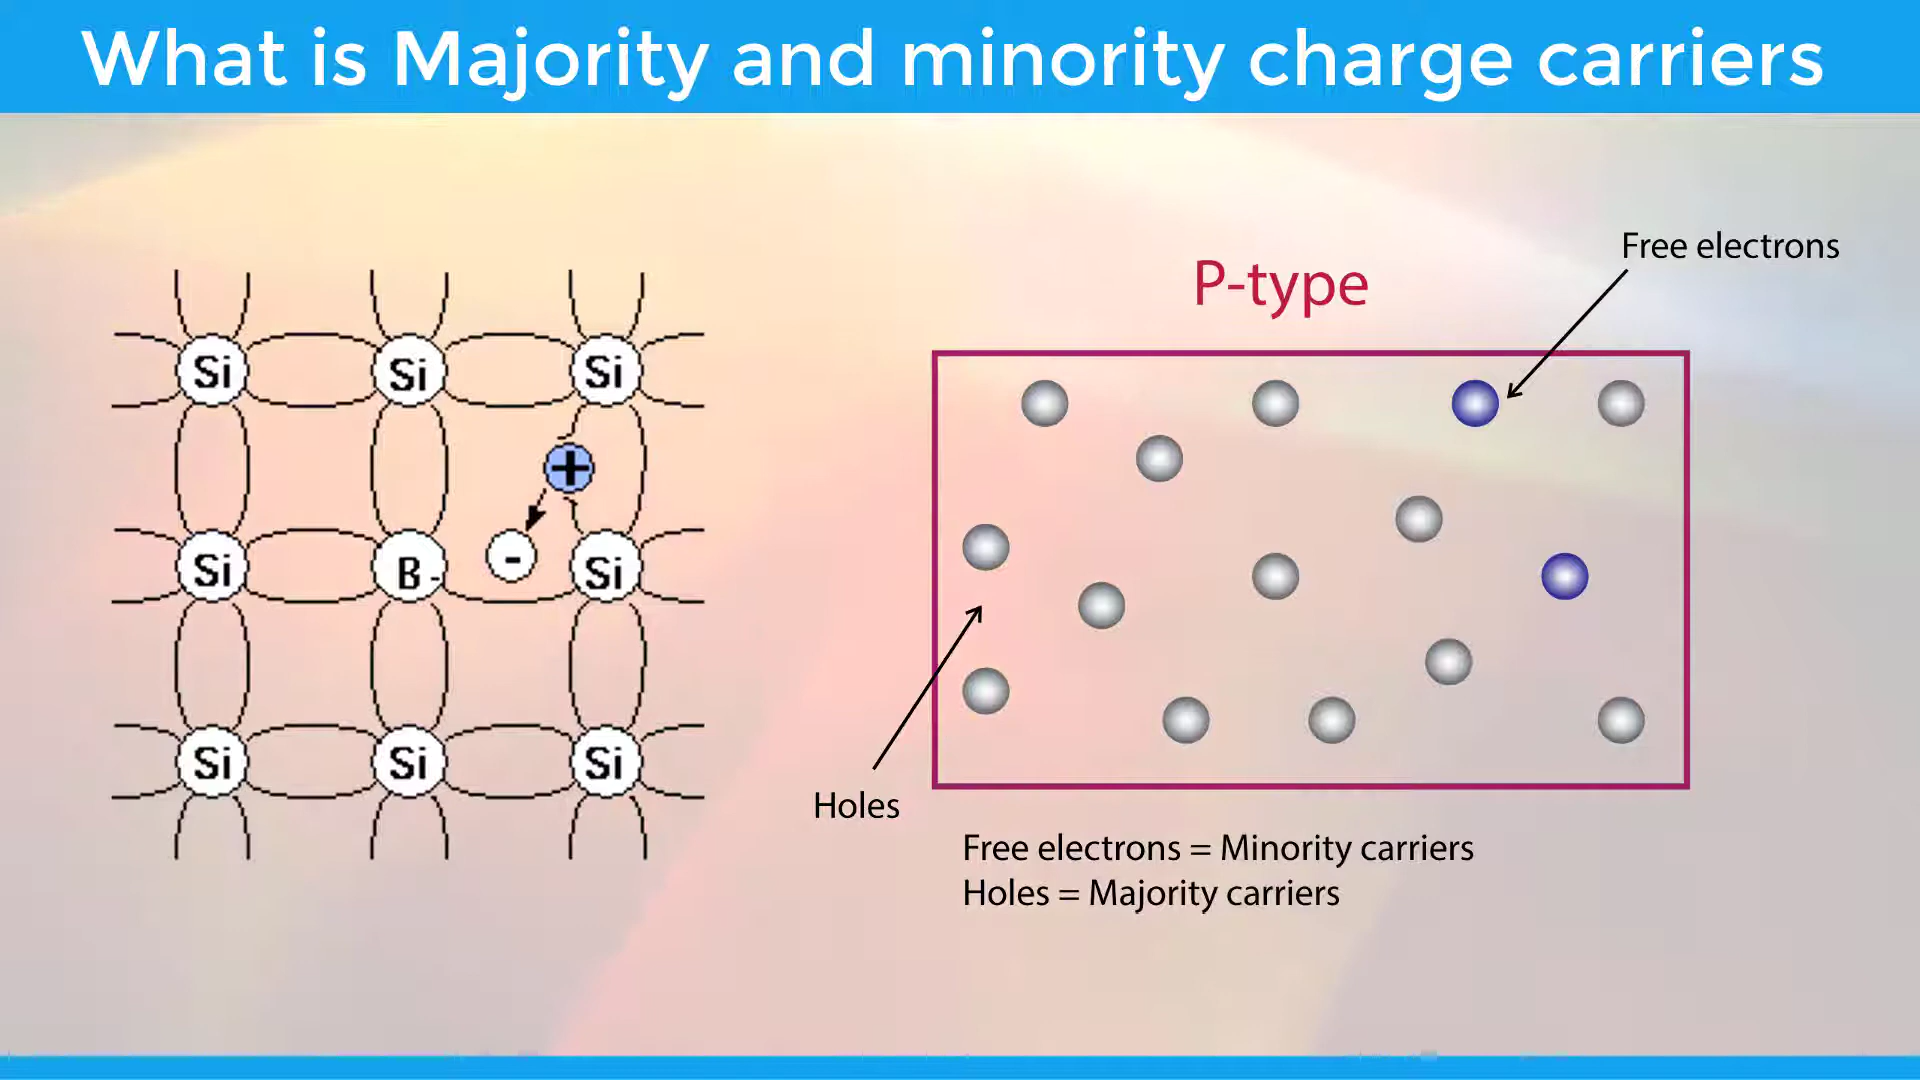 What is Majority and minority charge carriers
Si Si Si
+
Si B- - Si
Si Si Si
Free electrons
P-type
Holes
Free electrons = Minority carriers
Holes = Majority carriers